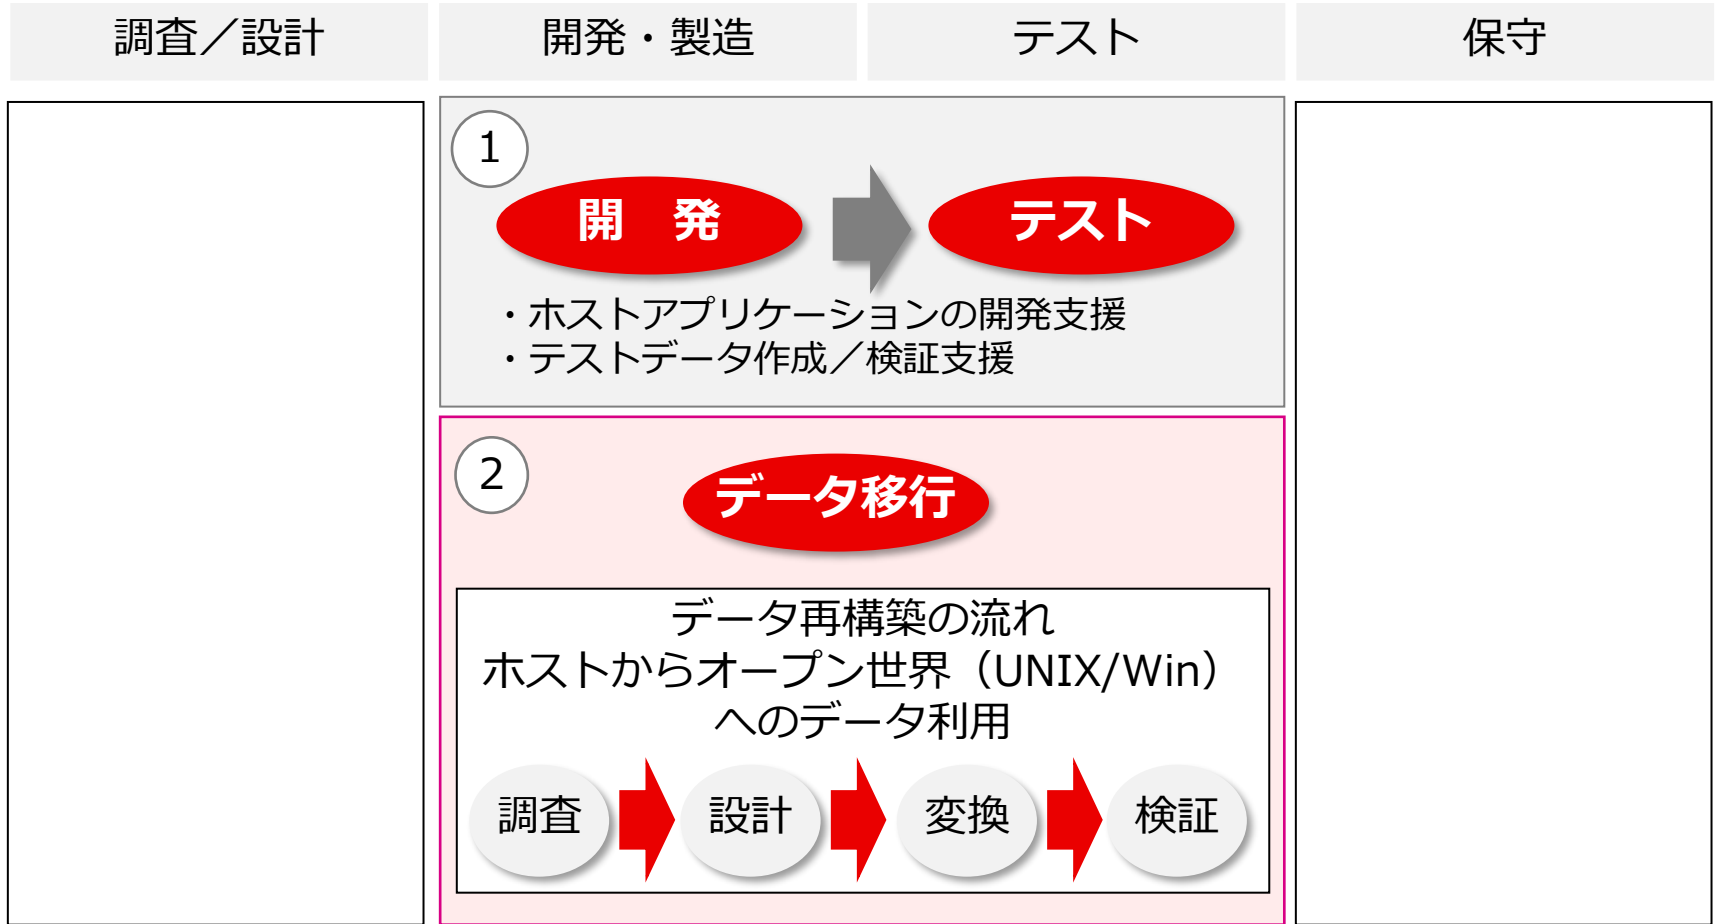 調査／設計
開発・製造
テスト
保守
1
開　発
テスト
・ホストアプリケーションの開発支援
・テストデータ作成／検証支援
2
データ移行
データ再構築の流れ
ホストからオープン世界（UNIX/Win）
へのデータ利用
調査
設計
変換
検証